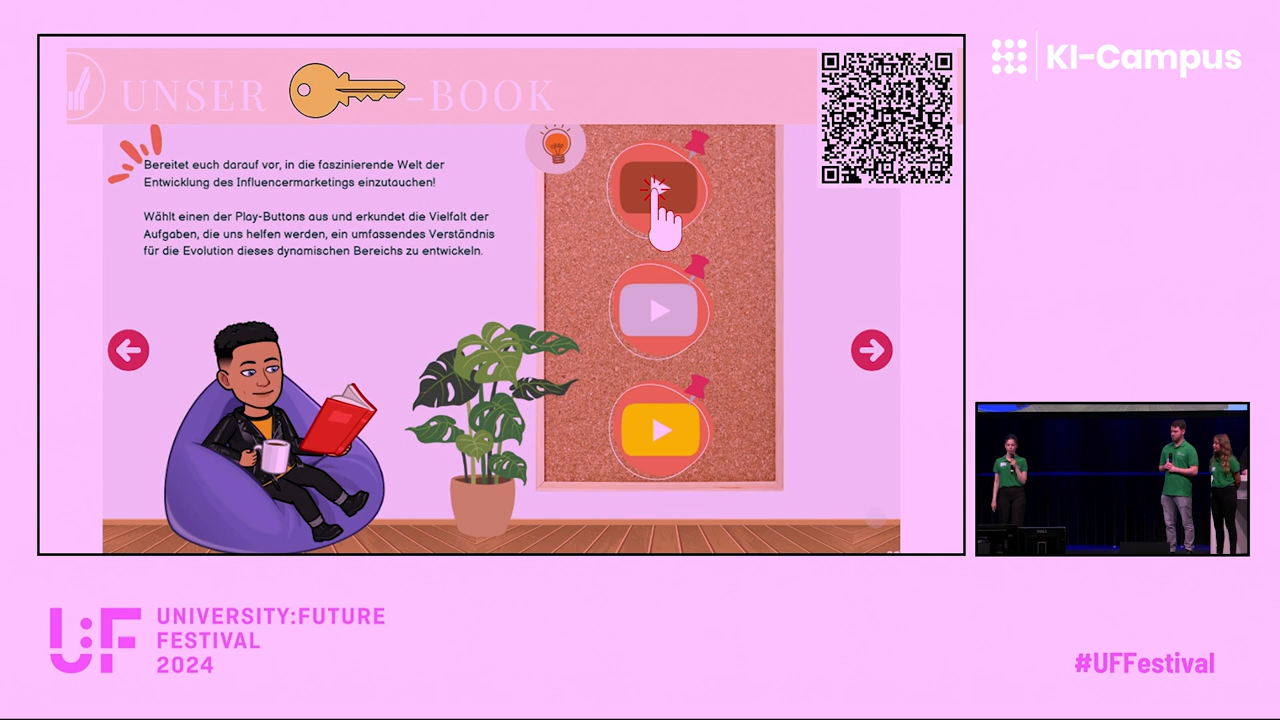 KI-Campus
UNSER -BOOK
Bereitet euch darauf vor, in die faszinierende Welt der
Entwicklung des Influencermarketings einzutauchen!
Wählt einen der Play-Buttons aus und erkundet die Vielfalt der
Aufgaben, die uns helfen werden, ein umfassendes Verständnis
für die Evolution dieses dynamischen Bereichs zu entwickeln.
U:F
UNIVERSITY:FUTURE
FESTIVAL
2024
#UFFestival